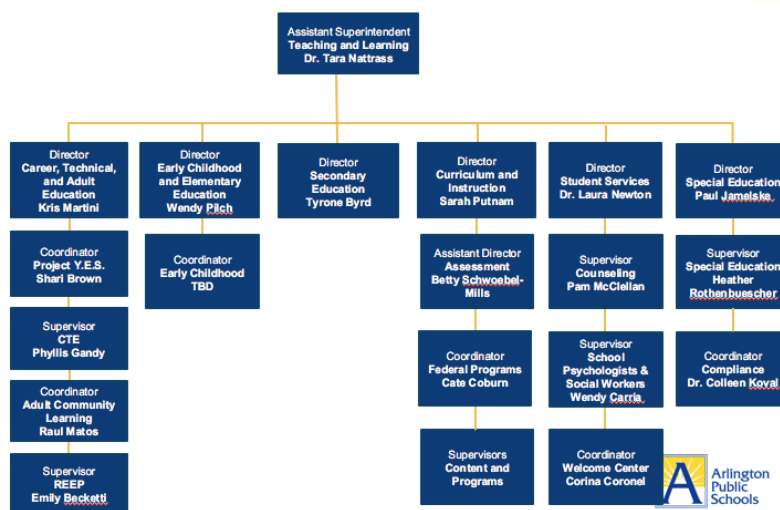 Assistant Superintendent
Teaching and Learning
Dr. Tara Nattrass
Director
Career, Technical,
and Adult
Education
Kris Martini
Director
Early Childhood
and Elementary
Education
Wendy Pilch
Director
Secondary
Education
Tyrone Byrd
Director
Curriculum and
Instruction
Sarah Putnam
Director
Student Services
Dr. Laura Newton
Director
Special Education
Paul Jamelske
Coordinator
Project Y.E.S.
Shari Brown
Coordinator
Early Childhood
TBD
Assistant Director
Assessment
Betty Schwoebel-
Mills
Supervisor
Counseling
Pam McClellan
Supervisor
Special Education
Heather
Rothenbuescher
Supervisor
CTE
Phyllis Gandy
Coordinator
Federal Programs
Cate Coburn
Supervisor
School
Psychologists &
Social Workers
Wendy Carria
Coordinator
Compliance
Dr. Colleen Koval
Coordinator
Adult Community
Learning
Raul Matos
Supervisors
Content and
Programs
Coordinator
Welcome Center
Corina Coronel
Supervisor
REEP
Emily Becketti
A
Arlington
Public
Schools